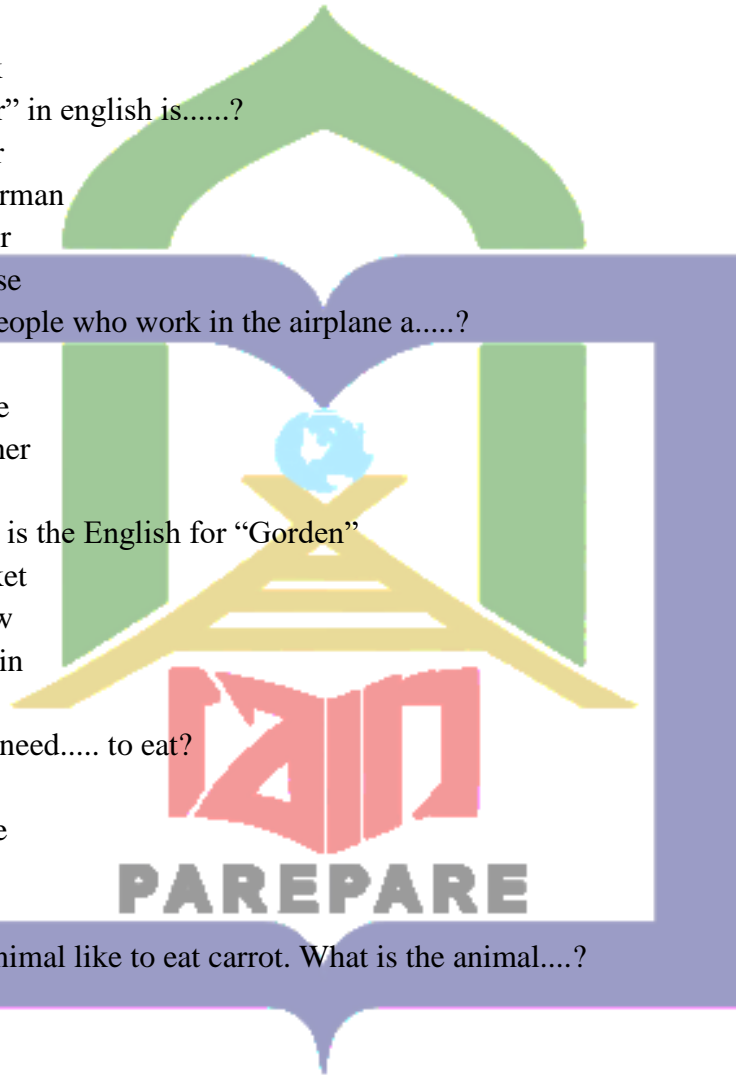 r” in english is......?
r
rman
r
se
eople who work in the airplane a.....?
e
her
is the English for “Gorden”
ket
w
in
need..... to eat?
e
PAREPARE
nimal like to eat carrot. What is the animal....?